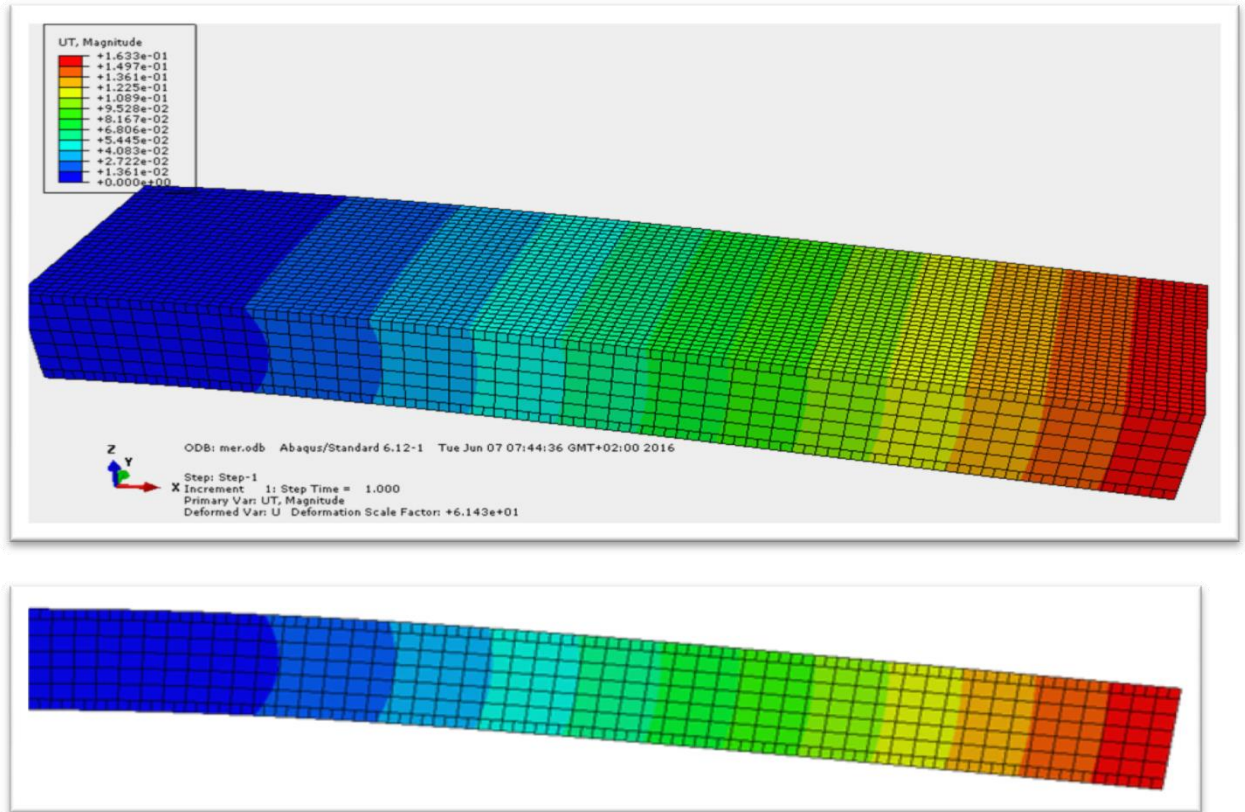 UT, Magnitude
+1.633e-01
+1.497e-01
+1.361e-01
+1.225e-01
+1.089e-01
+9.528e-02
+8.167e-02
+6.806e-02
+5.445e-02
+4.083e-02
+2.722e-02
+1.361e-02
+0.000e+00
Z
Y
X
ODB: mer.odb Abaqus/Standard 6.12-1 Tue Jun 07 07:44:36 GMT+02:00 2016
Step: Step-1
Increment 1: Step Time = 1.000
Primary Var: UT, Magnitude
Deformed Var: U Deformation Scale Factor: +6.143e+01